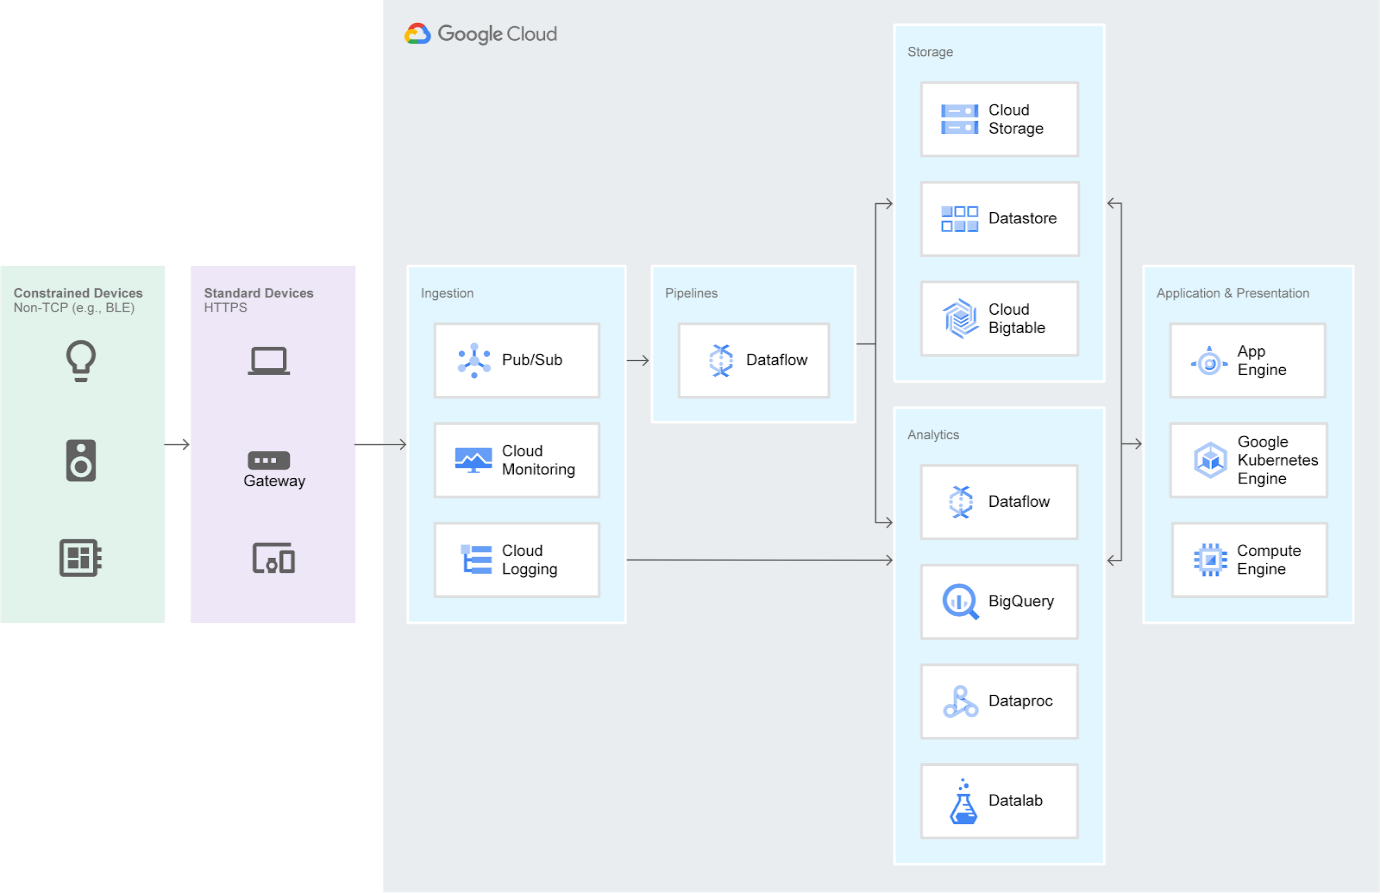 Google Cloud
Constrained Devices
Non-TCP (e.g., BLE)
Standard Devices
HTTPS
Gateway
Ingestion
Pub/Sub
Cloud
Monitoring
Cloud
Logging
Pipelines
Dataflow
Storage
Cloud
Storage
Datastore
Cloud
Bigtable
Analytics
Dataflow
BigQuery
Dataproc
Datalab
Application & Presentation
App
Engine
Google
Kubernetes
Engine
Compute
Engine